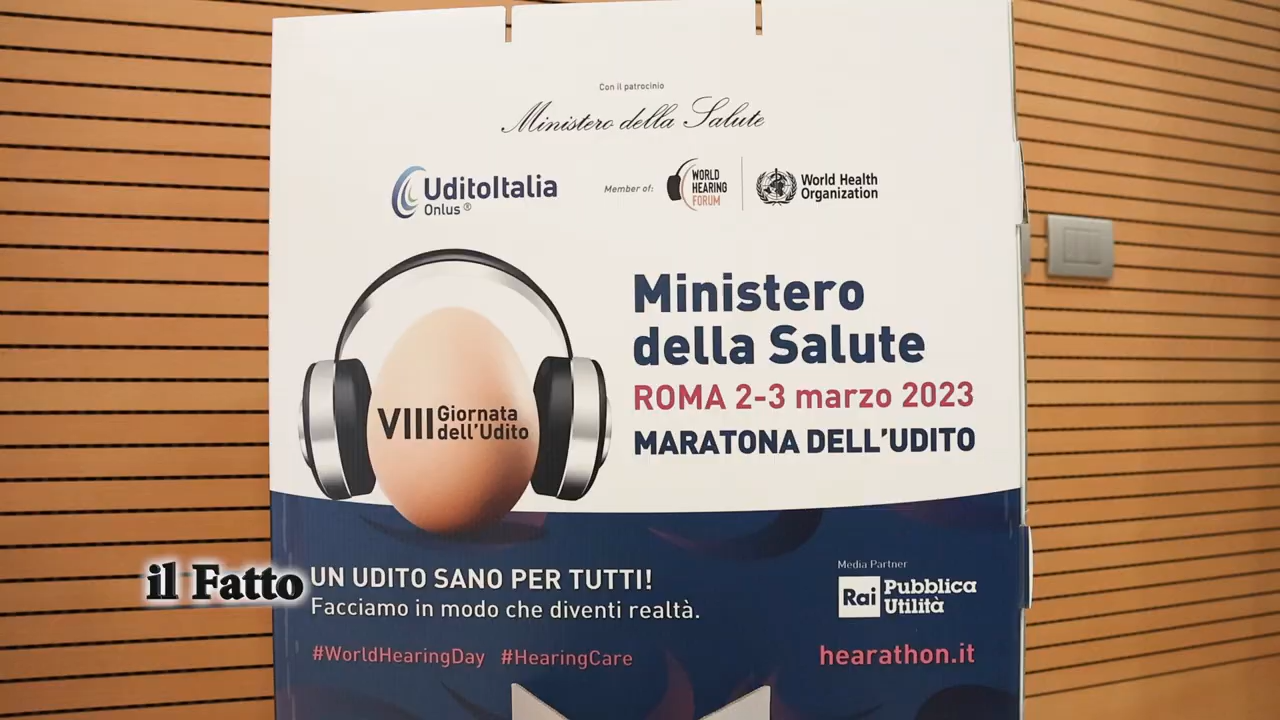 Con il patrocinio
Ministero della Salute
UditoItalia
Onlus ®
Member of:
WORLD
HEARING
FORUM
World Health
Organization
Ministero
della Salute
ROMA 2-3 marzo 2023
MARATONA DELL'UDITO
VIII Giornata
dell'Udito
il Fatto
UN UDITO SANO PER TUTTI!
Facciamo in modo che diventi realtà.
#WorldHearingDay #HearingCare
Media Partner
Rai Pubblica
Utilità
hearathon.it